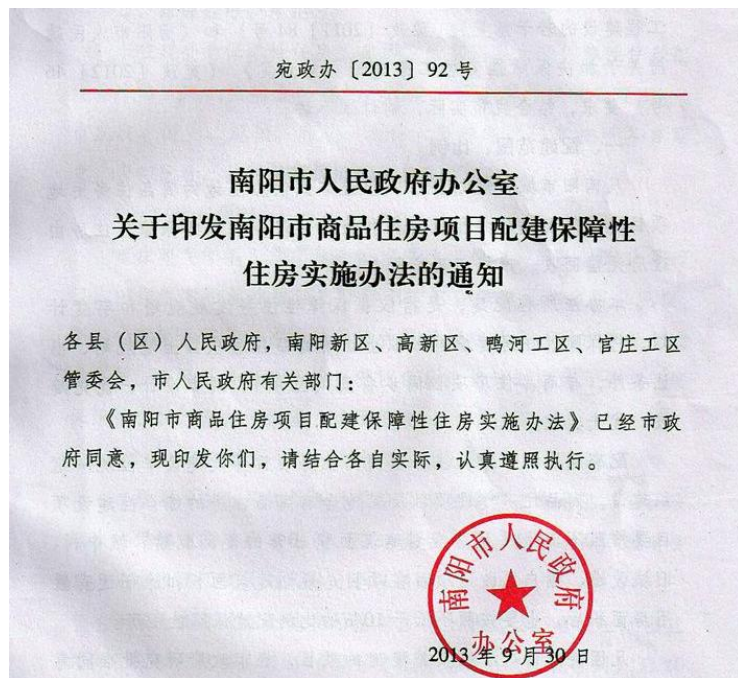 宛政办〔2013〕92号
南阳市人民政府办公室
关于印发南阳市商品住房项目配建保障性
住房实施办法的通知
各县（区）人民政府，南阳新区、高新区、鸭河工区、官庄工区
管委会，市人民政府有关部门：
《南阳市商品住房项目配建保障性住房实施办法》已经市政
府同意，现印发你们，请结合各自实际，认真遵照执行。
南阳市人民政府
办公室
2013年9月30日